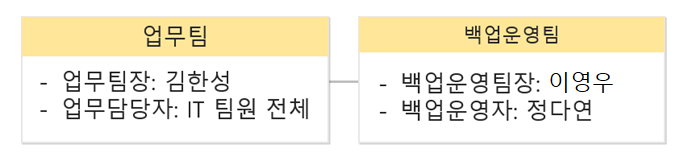 업무팀
- 업무팀장: 김한성
- 업무담당자: IT 팀원 전체
백업운영팀
- 백업운영팀장: 이영우
- 백업운영자: 정다연